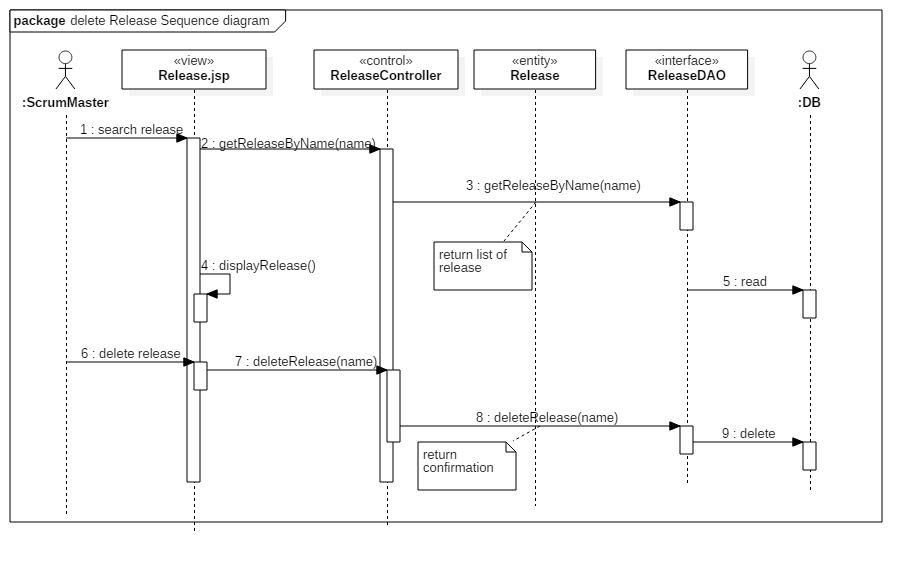 package delete Release Sequence diagram
«view»
Release.jsp
«control»
ReleaseController
«entity»
Release
«interface»
ReleaseDAO
:ScrumMaster
:DB
1 : search release
2 : getReleaseByName(name)
3 : getReleaseByName(name)
return list of
release
4 : displayRelease()
5 : read
6 : delete release
7 : deleteRelease(name)
8 : deleteRelease(name)
9 : delete
return
confirmation